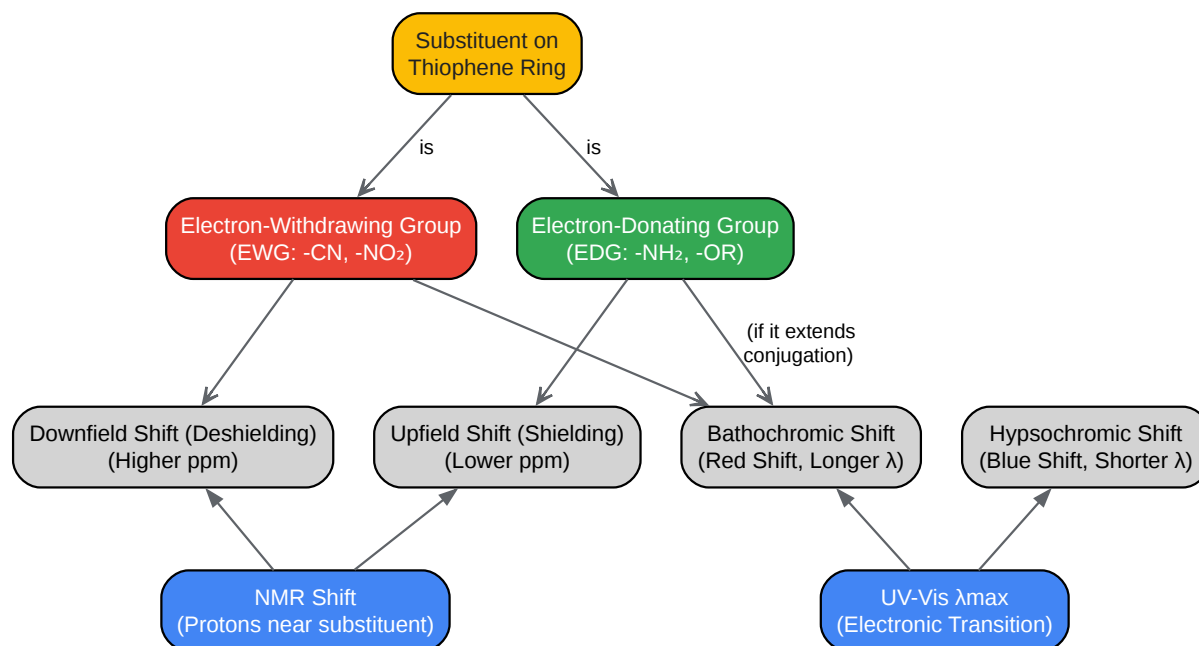 Substituent on
Thiophene Ring
is
is
Electron-Withdrawing Group
(EWG: -CN, -NO₂)
Electron-Donating Group
(EDG: -NH₂, -OR)
(if it extends
conjugation)
Downfield Shift (Deshielding)
(Higher ppm)
Upfield Shift (Shielding)
(Lower ppm)
Bathochromic Shift
(Red Shift, Longer λ)
Hypsochromic Shift
(Blue Shift, Shorter λ)
NMR Shift
(Protons near substituent)
UV-Vis λmax
(Electronic Transition)